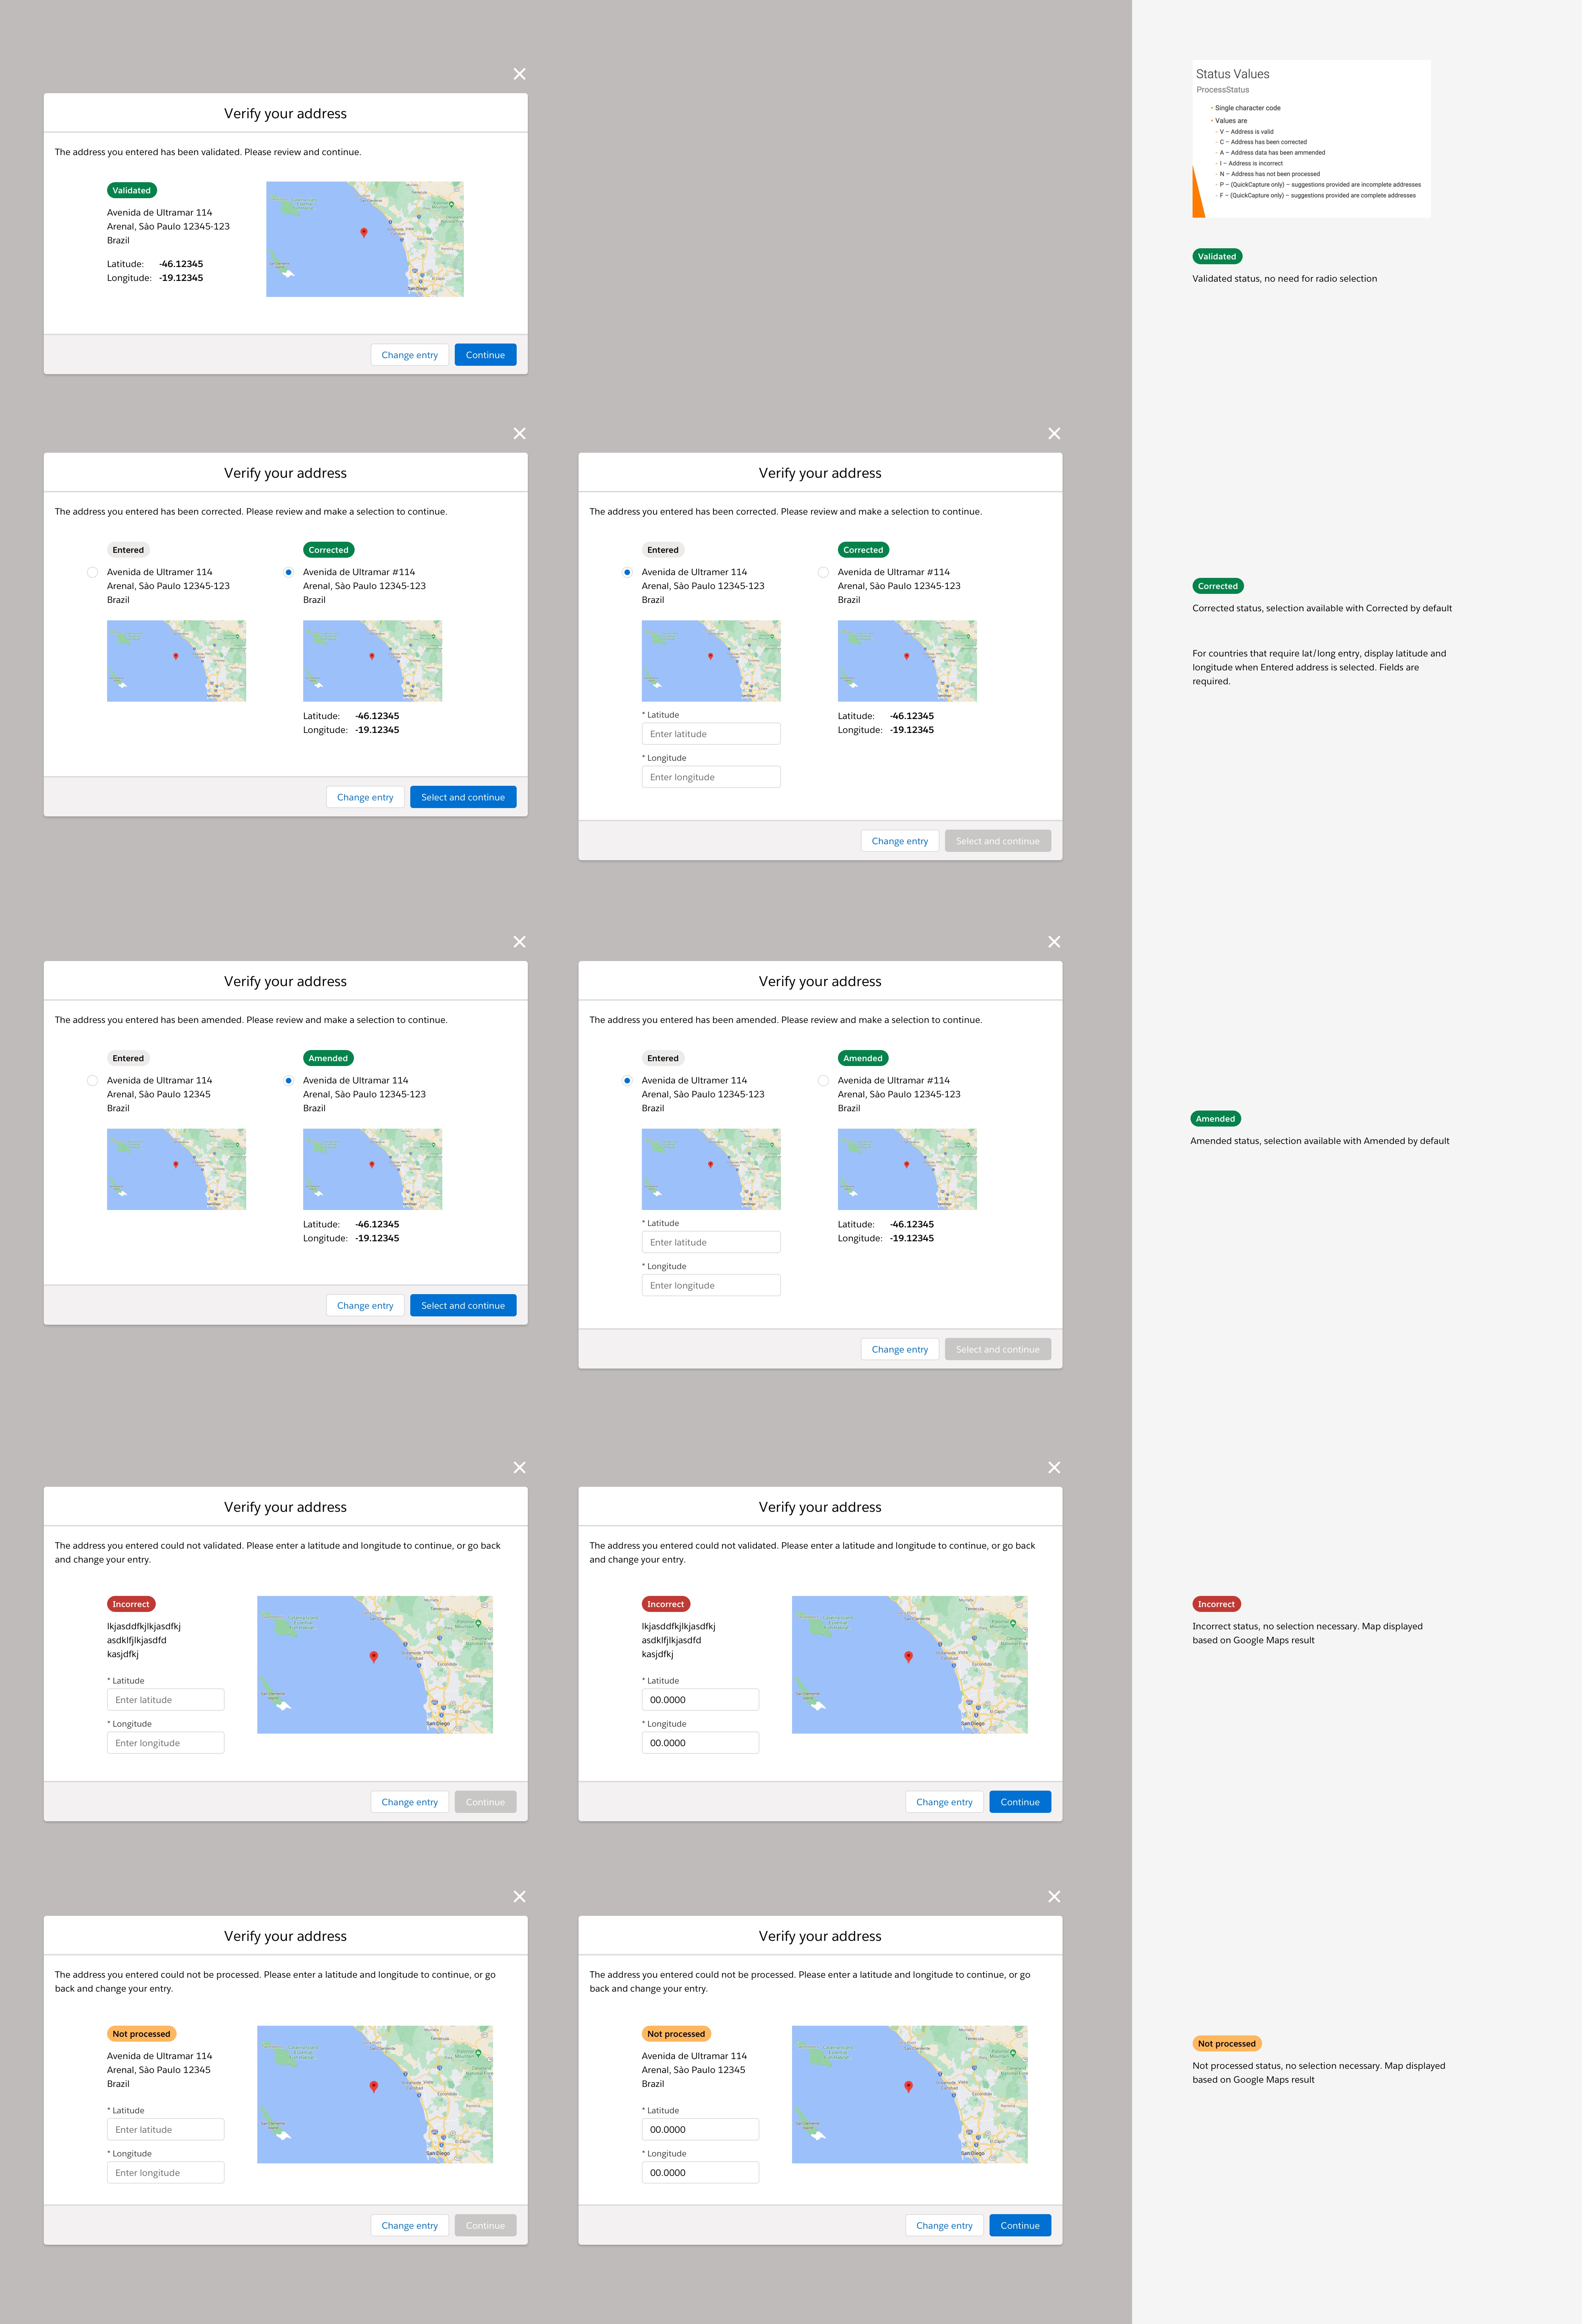 Verify your address
The address you entered has been validated. Please review and continue.
Validated
Avenida de Ultramar 114
Arenal, São Paulo 12345-123
Brazil
Latitude: -46.12345
Longitude: -19.12345
San Diego
Change entry
Continue
Status Values
ProcessStatus
• Single character code
• Values are
- V – Address is valid
- C – Address has been corrected
- A – Address data has been ammended
- I – Address is incorrect
- N – Address has not been processed
- P – (QuickCapture only) – suggestions provided are incomplete addresses
- F – (QuickCapture only) – suggestions provided are complete addresses
Validated
Validated status, no need for radio selection
Verify your address
The address you entered has been corrected. Please review and make a selection to continue.
Entered
Avenida de Ultramer 114
Arenal, São Paulo 12345-123
Brazil
Corrected
Avenida de Ultramar #114
Arenal, São Paulo 12345-123
Brazil
Latitude: -46.12345
Longitude: -19.12345
Change entry
Select and continue
Verify your address
The address you entered has been corrected. Please review and make a selection to continue.
Entered
Avenida de Ultramer 114
Arenal, São Paulo 12345-123
Brazil
* Latitude
Enter latitude
* Longitude
Enter longitude
Corrected
Avenida de Ultramar #114
Arenal, São Paulo 12345-123
Brazil
Latitude: -46.12345
Longitude: -19.12345
Change entry
Select and continue
Corrected
Corrected status, selection available with Corrected by default
For countries that require lat/long entry, display latitude and
longitude when Entered address is selected. Fields are
required.
Verify your address
The address you entered has been amended. Please review and make a selection to continue.
Entered
Avenida de Ultramar 114
Arenal, São Paulo 12345
Brazil
Amended
Avenida de Ultramar 114
Arenal, São Paulo 12345-123
Brazil
Latitude: -46.12345
Longitude: -19.12345
Change entry
Select and continue
Verify your address
The address you entered has been amended. Please review and make a selection to continue.
Entered
Avenida de Ultramer 114
Arenal, São Paulo 12345-123
Brazil
* Latitude
Enter latitude
* Longitude
Enter longitude
Amended
Avenida de Ultramar #114
Arenal, São Paulo 12345-123
Brazil
Latitude: -46.12345
Longitude: -19.12345
Change entry
Select and continue
Amended
Amended status, selection available with Amended by default
Verify your address
The address you entered could not validated. Please enter a latitude and longitude to continue, or go back
and change your entry.
Incorrect
lkjasddfkjlkjasdfkj
asdklfjlkjasdfd
kasjdfkj
* Latitude
Enter latitude
* Longitude
Enter longitude
San Diego
Change entry
Continue
Verify your address
The address you entered could not validated. Please enter a latitude and longitude to continue, or go back
and change your entry.
Incorrect
lkjasddfkjlkjasdfkj
asdklfjlkjasdfd
kasjdfkj
* Latitude
00.0000
* Longitude
00.0000
San Diego
Change entry
Continue
Incorrect
Incorrect status, no selection necessary. Map displayed
based on Google Maps result
Verify your address
The address you entered could not be processed. Please enter a latitude and longitude to continue, or go
back and change your entry.
Not processed
Avenida de Ultramar 114
Arenal, São Paulo 12345
Brazil
* Latitude
Enter latitude
* Longitude
Enter longitude
San Diego
Change entry
Continue
Verify your address
The address you entered could not be processed. Please enter a latitude and longitude to continue, or go
back and change your entry.
Not processed
Avenida de Ultramar 114
Arenal, São Paulo 12345
Brazil
* Latitude
00.0000
* Longitude
00.0000
San Diego
Change entry
Continue
Not processed
Not processed status, no selection necessary. Map displayed
based on Google Maps result